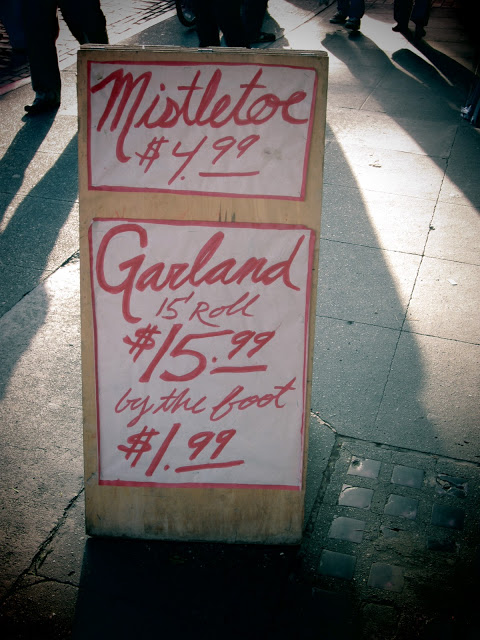 Mistletoe
$4.99
Garland
15' Roll
$15.99
by the foot
$1.99